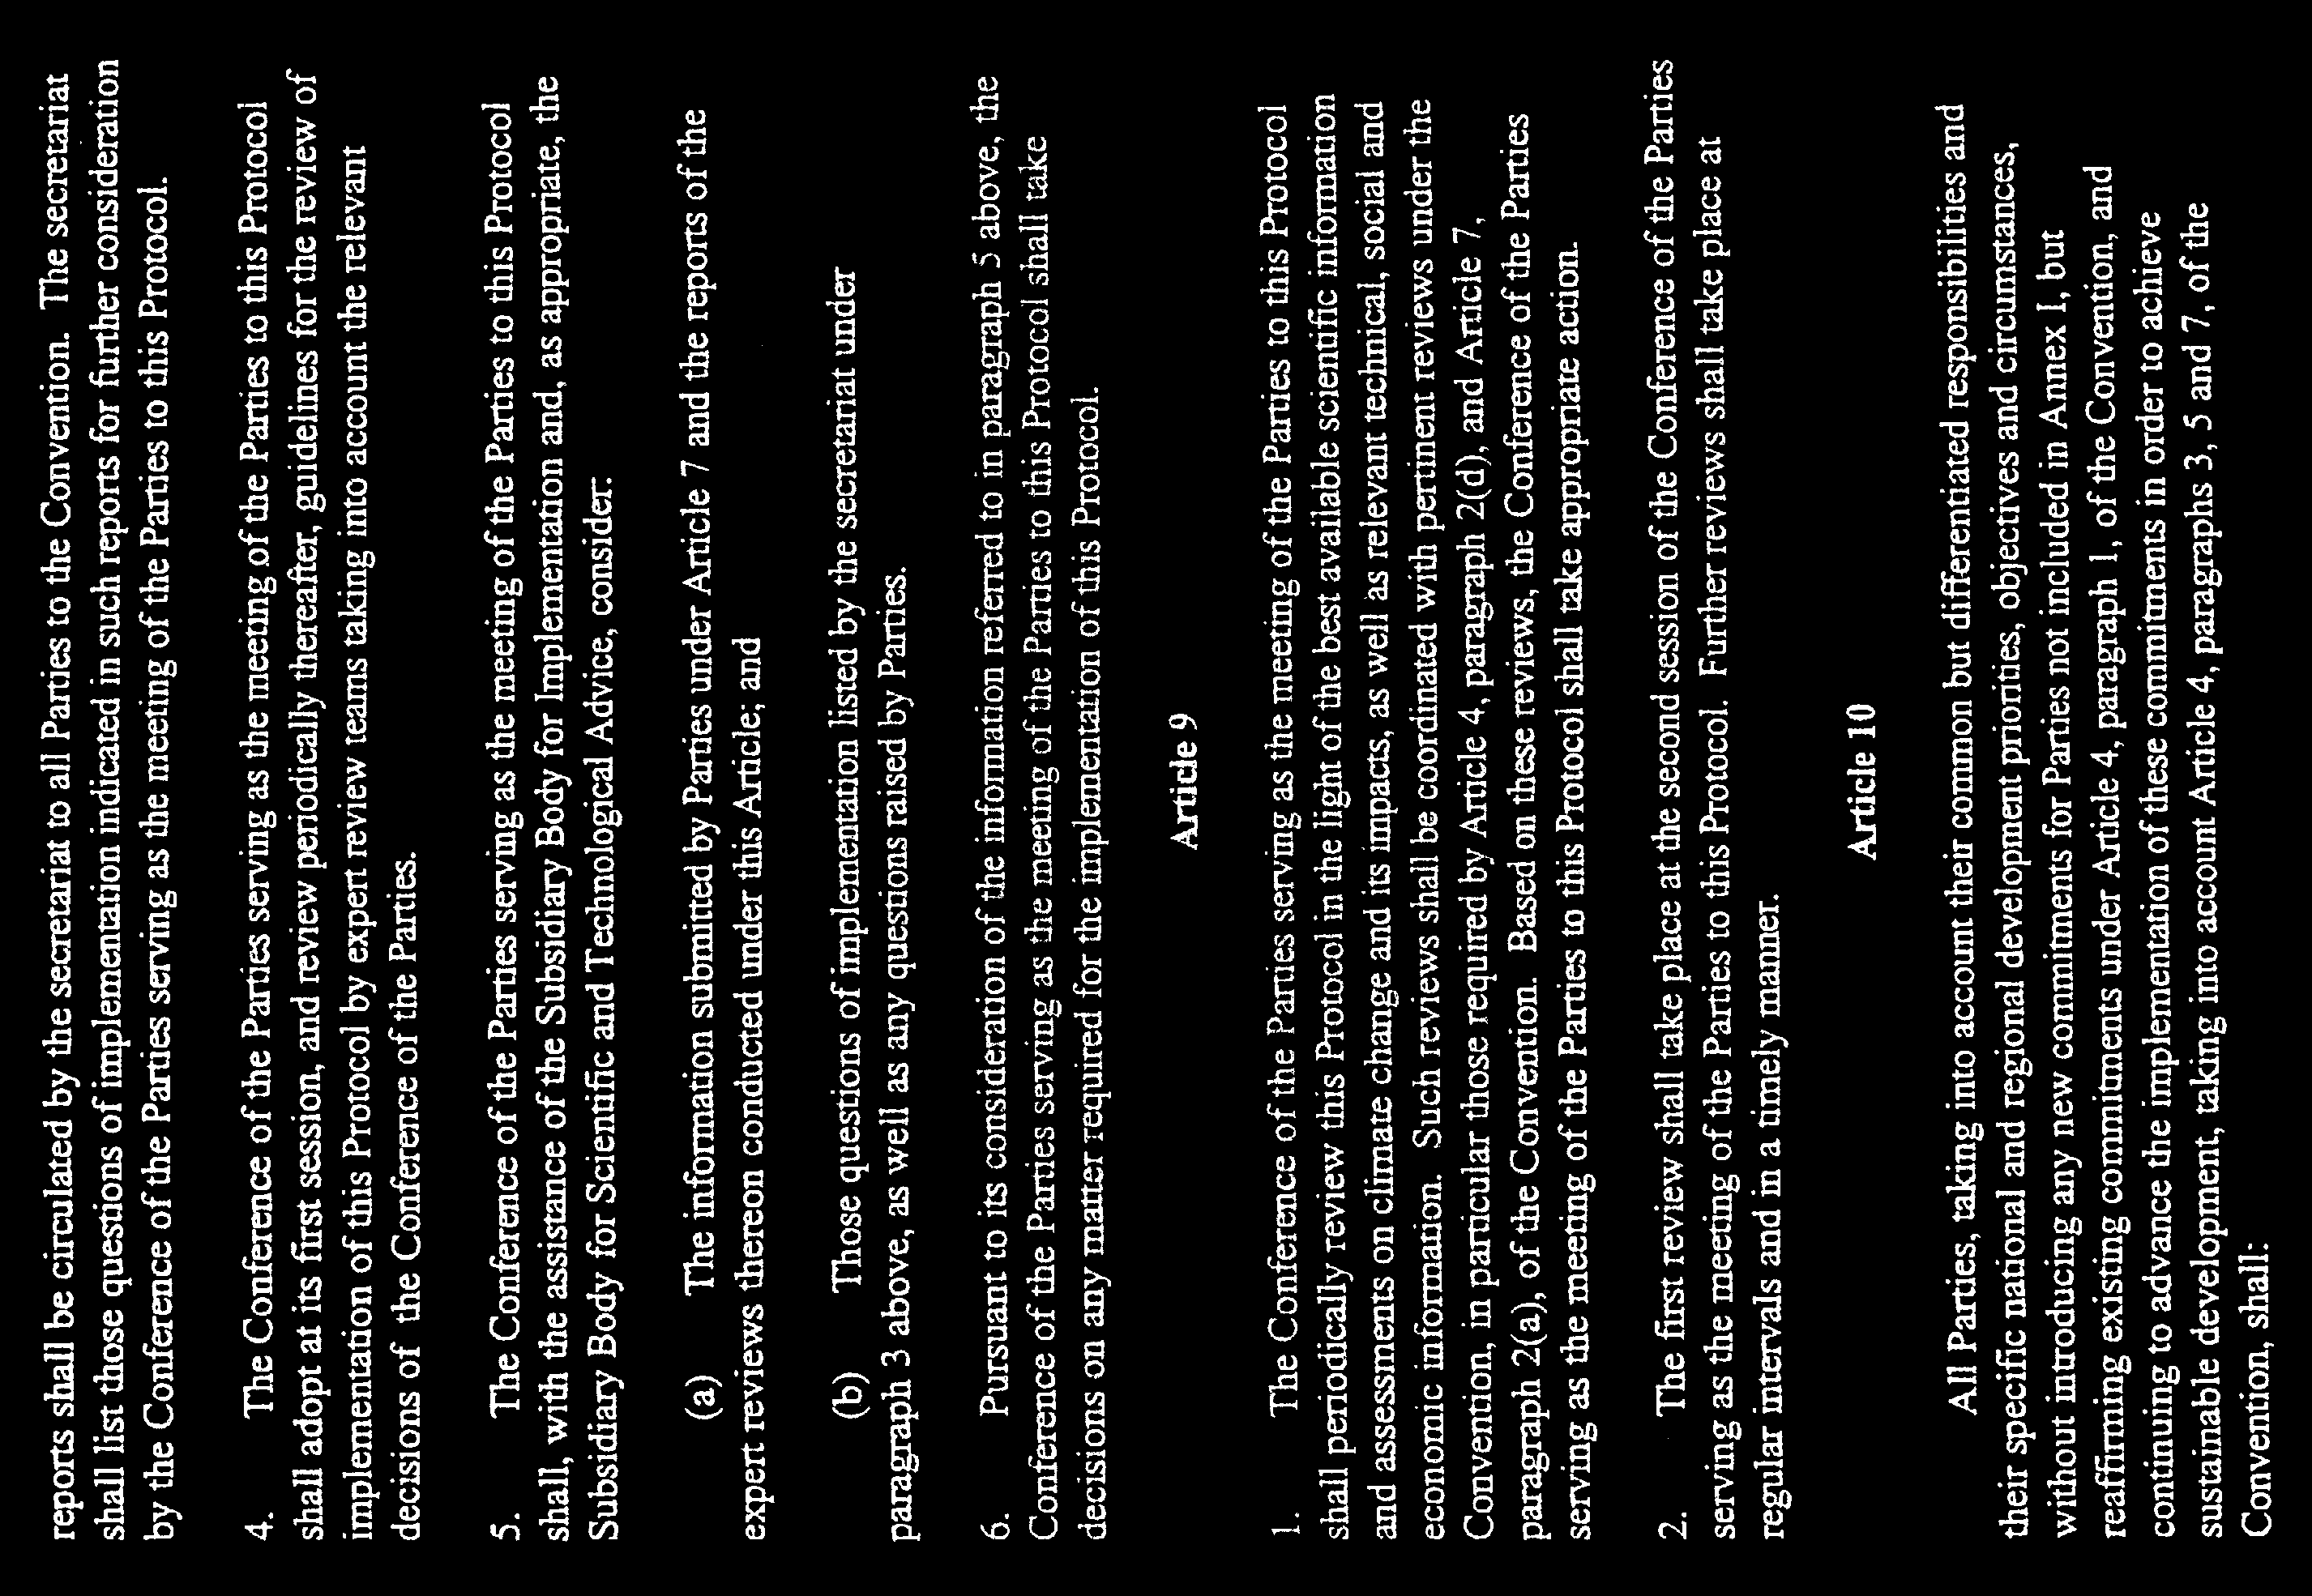 reports shall be circulated by the secretariat to all Parties to the Convention. The secretariat
shall list those questions of implementation indicated in such reports for further consideration
by the Conference of the Parties serving as the meeting of the Parties to this Protocol.
4. The Conference of the Parties serving as the meeting of the Parties to this Protocol
shall adopt at its first session, and review periodically thereafter, guidelines for the review of
implementation of this Protocol by expert review teams taking into account the relevant
decisions of the Conference of the Parties.
5. The Conference of the Parties serving as the meeting of the Parties to this Protocol
shall, with the assistance of the Subsidiary Body for Implementation and, as appropriate, the
Subsidiary Body for Scientific and Technological Advice, consider:
(a) The information submitted by Parties under Article 7 and the reports of the
expert reviews thereon conducted under this Article; and
(b) Those questions of implementation listed by the secretariat under
paragraph 3 above, as well as any questions raised by Parties.
6. Pursuant to its consideration of the information referred to in paragraph 5 above, the
Conference of the Parties serving as the meeting of the Parties to this Protocol shall take
decisions on any matter required for the implementation of this Protocol.
Article 9
1. The Conference of the Parties serving as the meeting of the Parties to this Protocol
shall periodically review this Protocol in the light of the best available scientific information
and assessments on climate change and its impacts, as well as relevant technical, social and
economic information. Such reviews shall be coordinated with pertinent reviews under the
Convention, in particular those required by Article 4, paragraph 2(d), and Article 7,
paragraph 2(a), of the Convention. Based on these reviews, the Conference of the Parties
serving as the meeting of the Parties to this Protocol shall take appropriate action.
2. The first review shall take place at the second session of the Conference of the Parties
serving as the meeting of the Parties to this Protocol. Further reviews shall take place at
regular intervals and in a timely manner.
Article 10
All Parties, taking into account their common but differentiated responsibilities and
their specific national and regional development priorities, objectives and circumstances,
without introducing any new commitments for Parties not included in Annex I, but
reaffirming existing commitments under Article 4, paragraph 1, of the Convention, and
continuing to advance the implementation of these commitments in order to achieve
sustainable development, taking into account Article 4, paragraphs 3, 5 and 7, of the
Convention, shall: